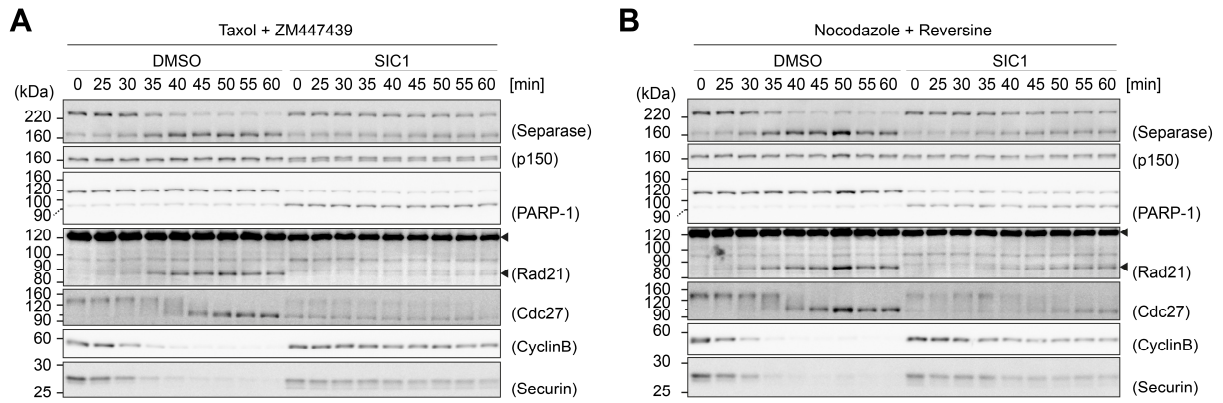 A
Taxol + ZM447439
DMSO SIC1
0 25 30 35 40 45 50 55 60 0 25 30 35 40 45 50 55 60 [min]
(kDa)
220
160 (Separase)
160 (p150)
160
120
100
90 (PARP-1)
120
100
90
80 (Rad21)
160
120
90 (Cdc27)
60 (CyclinB)
30
25 (Securin)
B
Nocodazole + Reversine
DMSO SIC1
0 25 30 35 40 45 50 55 60 0 25 30 35 40 45 50 55 60 [min]
(kDa)
220
160 (Separase)
160 (p150)
160
120
100
90 (PARP-1)
120
100
90
80 (Rad21)
160
120
90 (Cdc27)
60 (CyclinB)
30
25 (Securin)